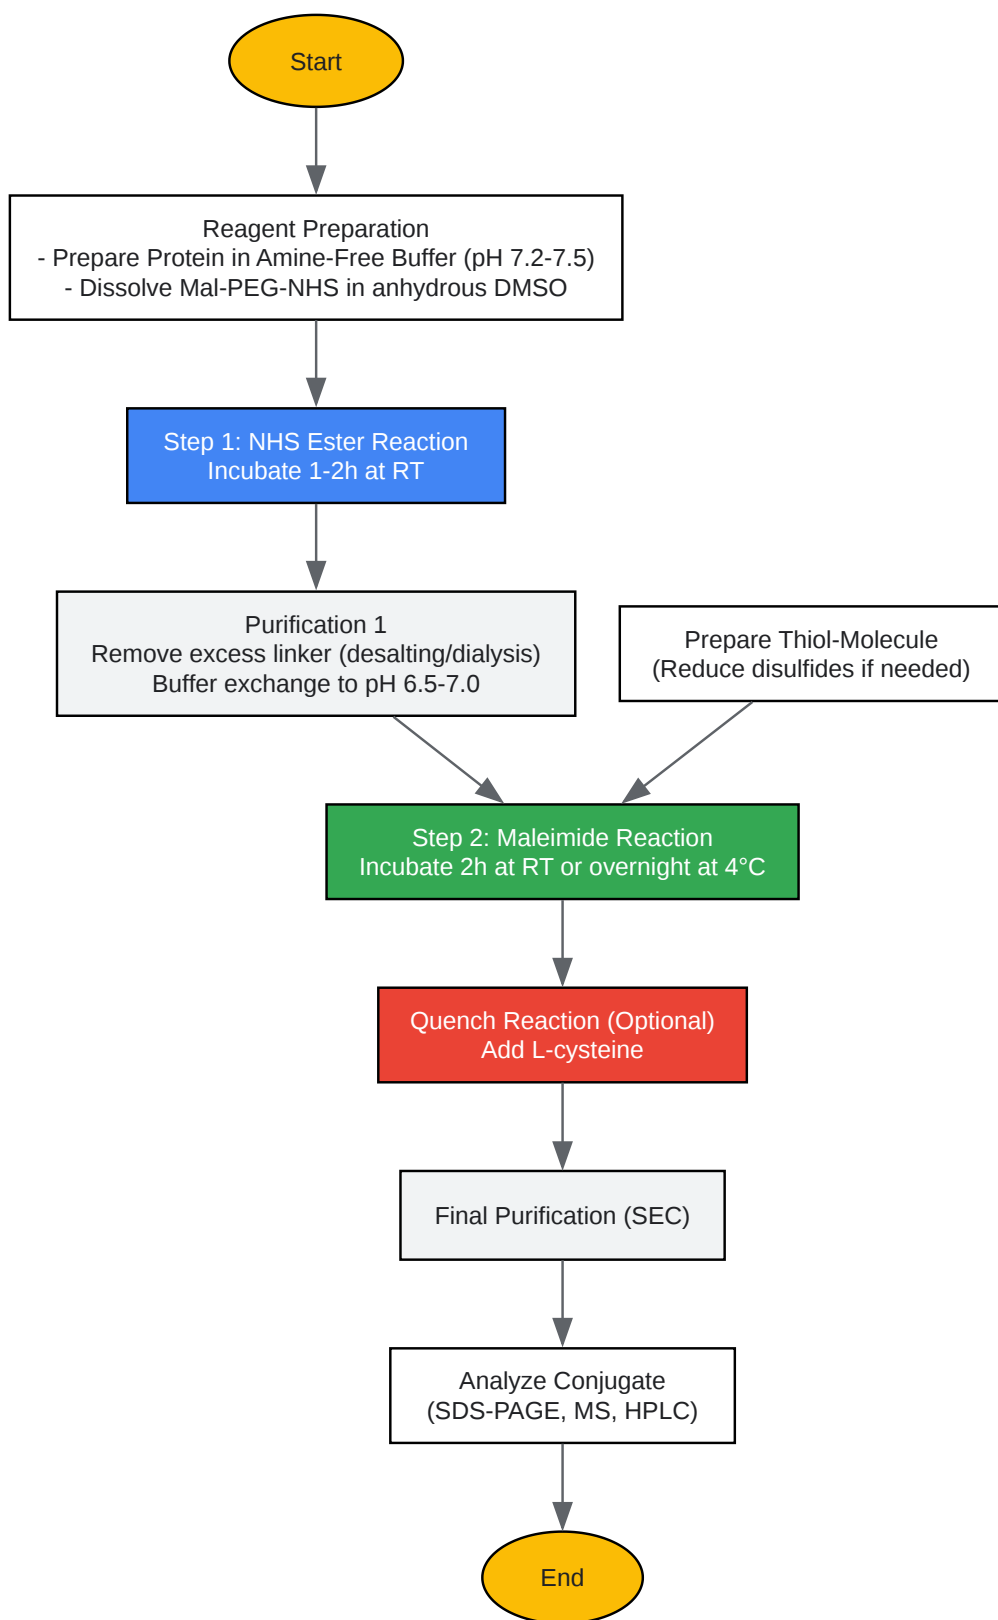 Start
Reagent Preparation
- Prepare Protein in Amine-Free Buffer (pH 7.2-7.5)
- Dissolve Mal-PEG-NHS in anhydrous DMSO
Step 1: NHS Ester Reaction
Incubate 1-2h at RT
Purification 1
Remove excess linker (desalting/dialysis)
Buffer exchange to pH 6.5-7.0
Prepare Thiol-Molecule
(Reduce disulfides if needed)
Step 2: Maleimide Reaction
Incubate 2h at RT or overnight at 4°C
Quench Reaction (Optional)
Add L-cysteine
Final Purification (SEC)
Analyze Conjugate
(SDS-PAGE, MS, HPLC)
End